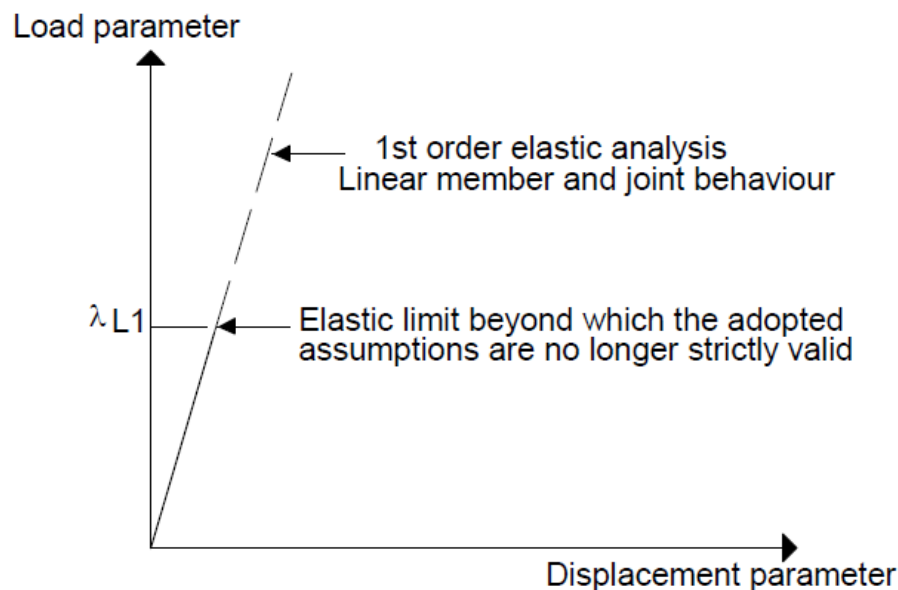 Load parameter
1st order elastic analysis
Linear member and joint behaviour
λ L1
Elastic limit beyond which the adopted
assumptions are no longer strictly valid
Displacement parameter